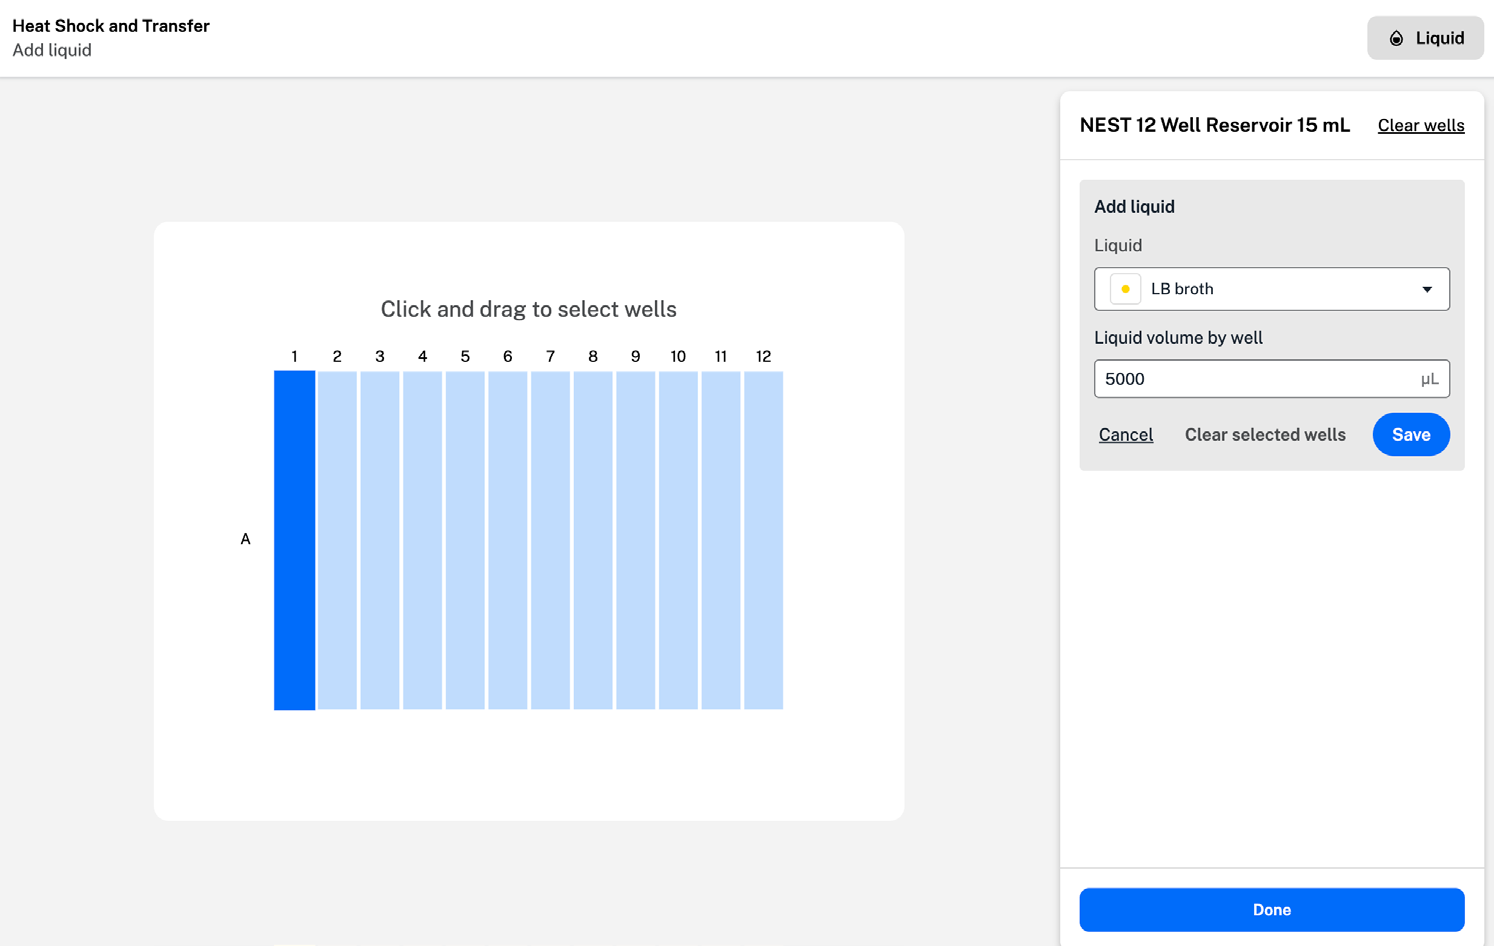 Heat Shock and Transfer
Add liquid
Liquid
NEST 12 Well Reservoir 15 mL Clear wells
Add liquid
Liquid
LB broth
Liquid volume by well
5000 µL
Cancel Clear selected wells Save
Click and drag to select wells
1 2 3 4 5 6 7 8 9 10 11 12
A
Done